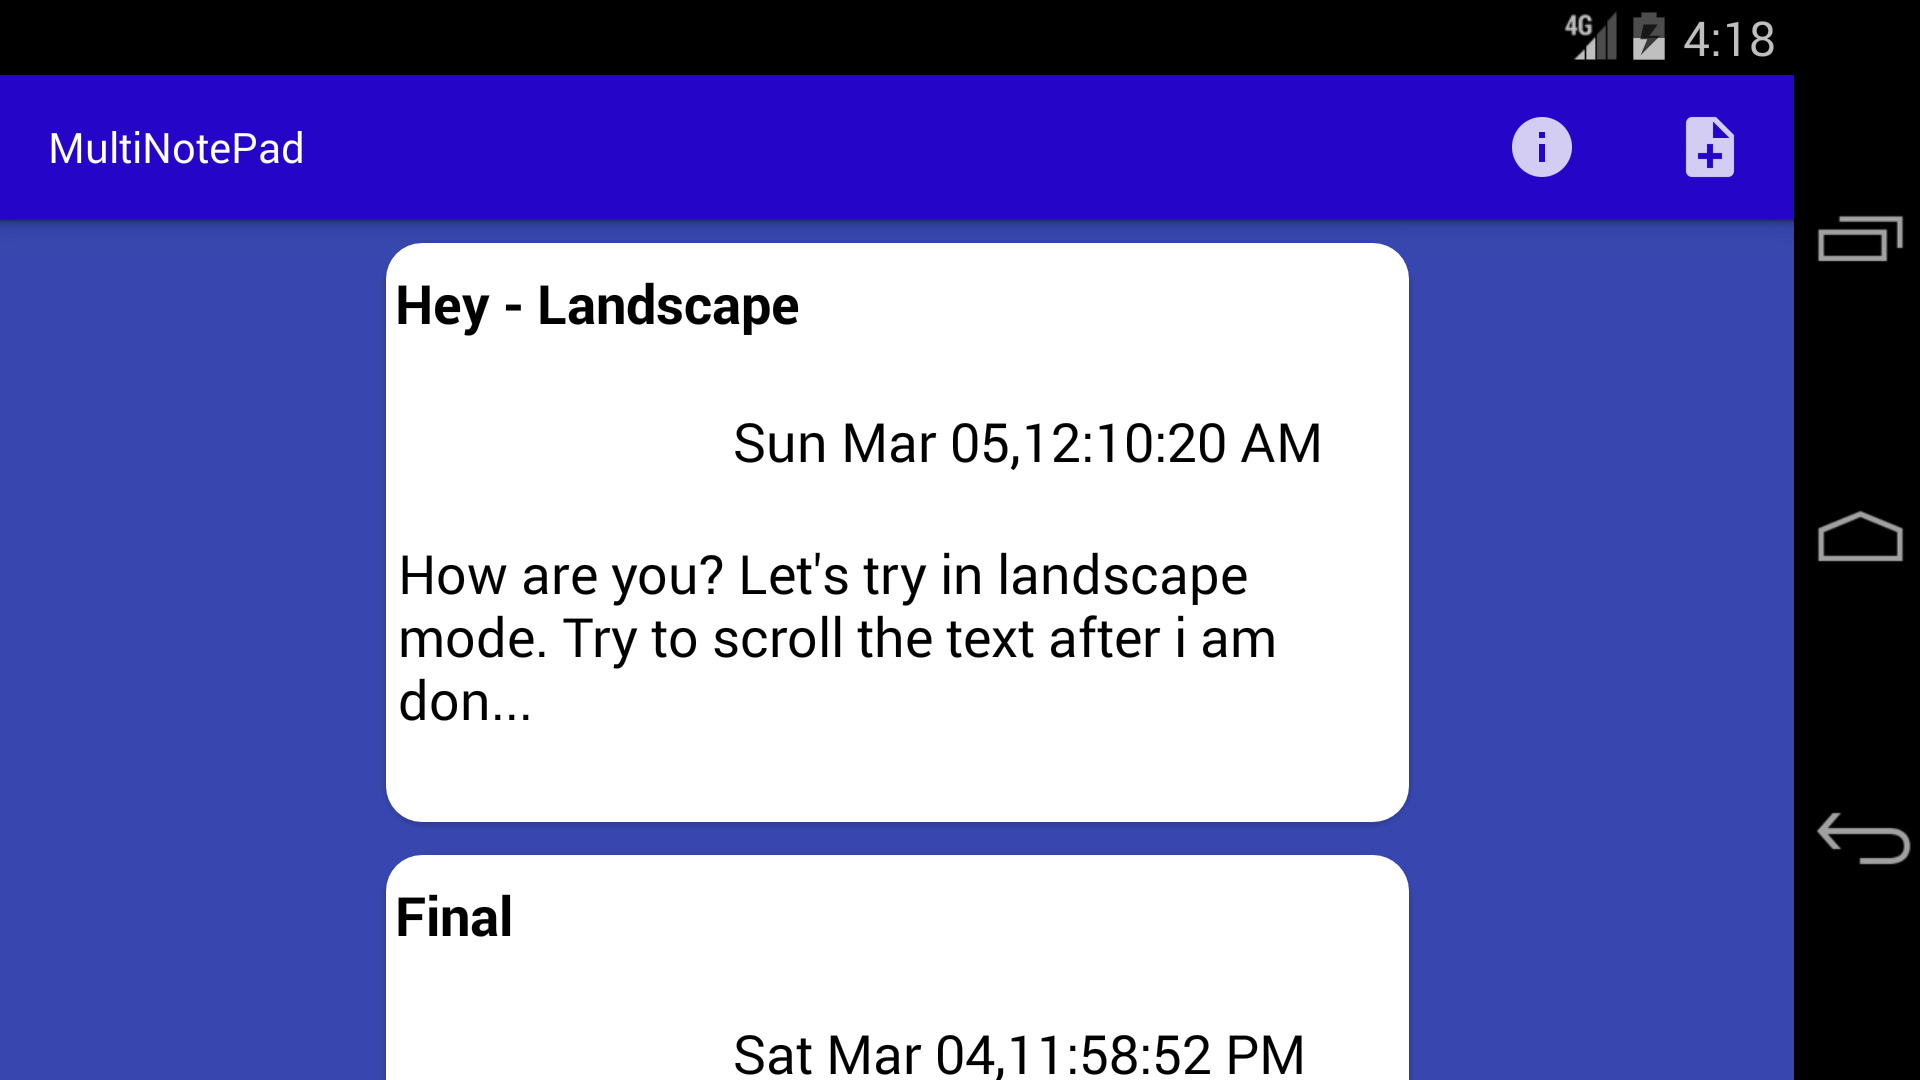 4G 4:18
MultiNotePad
Hey - Landscape
Sun Mar 05,12:10:20 AM
How are you? Let's try in landscape
mode. Try to scroll the text after i am
don...
Final
Sat Mar 04,11:58:52 PM